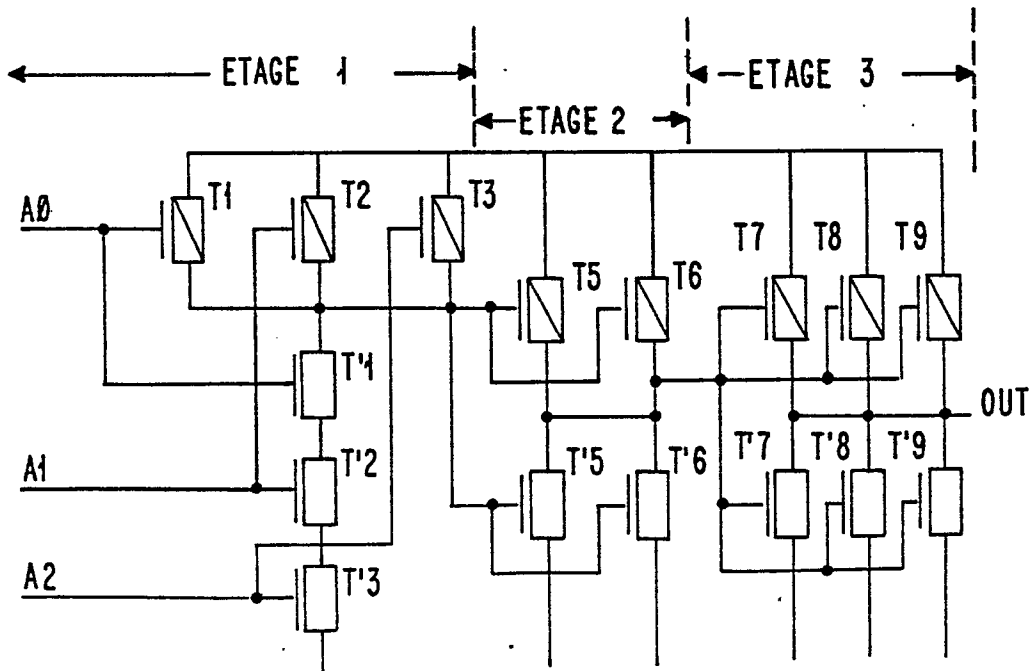 ETAGE 1
ETAGE 3
ETAGE 2
T1 T2 T3
AØ
T7 T8 T9
T5 T6
T'1
OUT
T'7 T'8 T'9
T'5 T'6
T'2
A1
A2
T'3